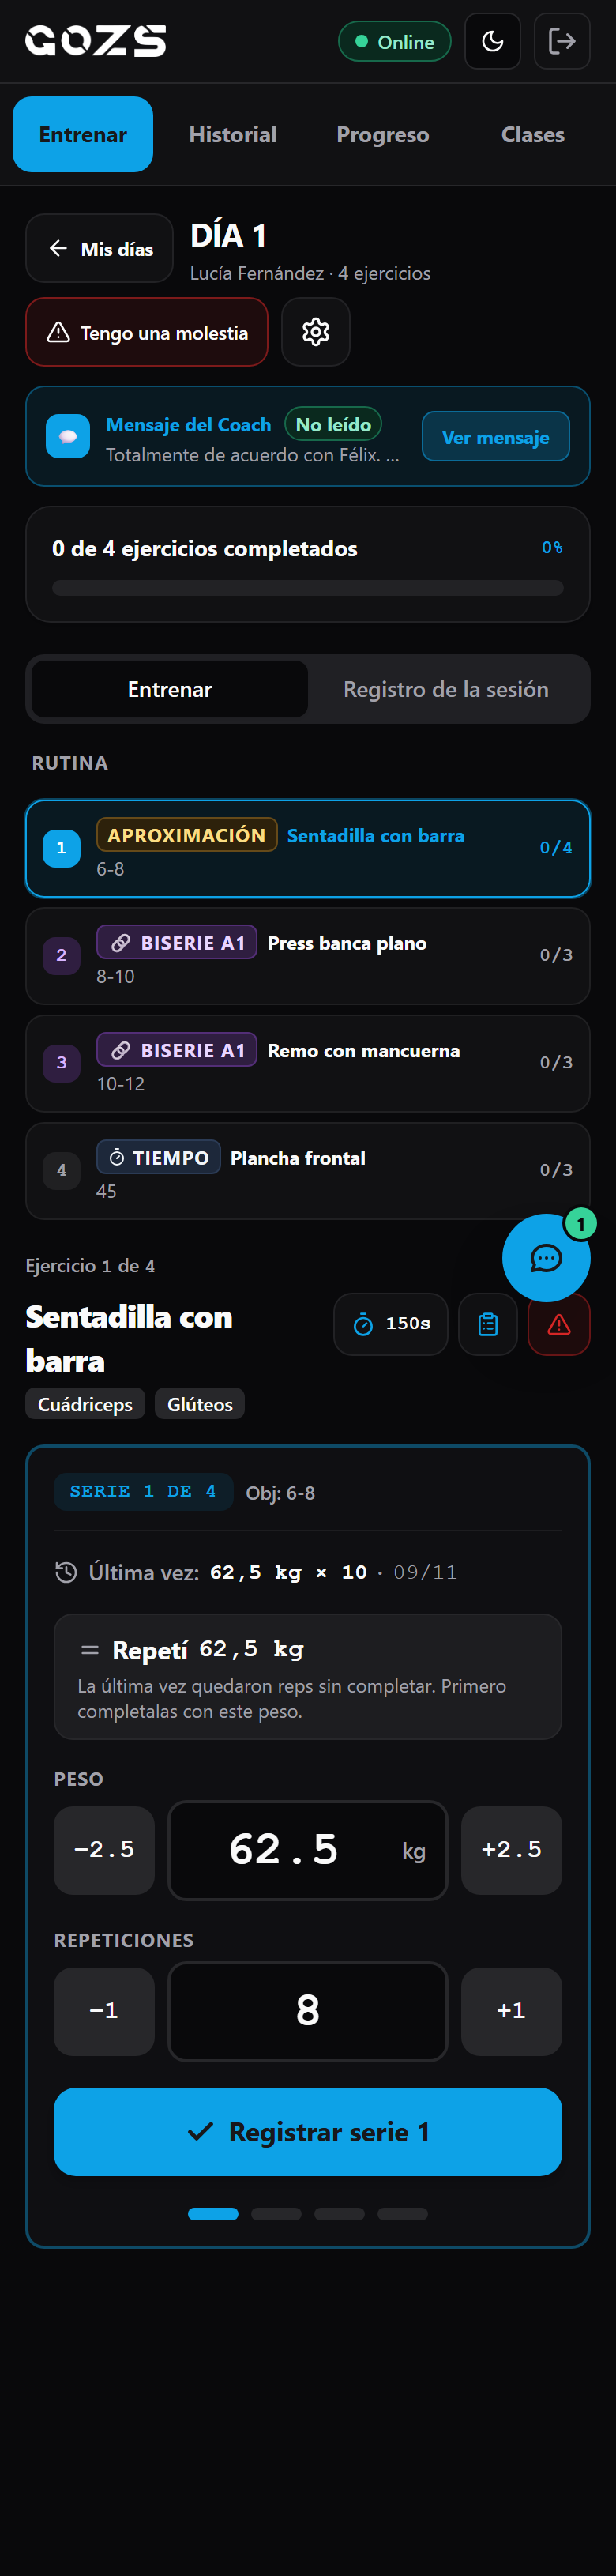 GOZS
Online
Entrenar
Historial
Progreso
Clases
Mis días
DÍA 1
Lucía Fernández · 4 ejercicios
Tengo una molestia
Mensaje del Coach
No leído
Totalmente de acuerdo con Félix. ...
Ver mensaje
0 de 4 ejercicios completados
0%
Entrenar
Registro de la sesión
RUTINA
1
APROXIMACIÓN
Sentadilla con barra
6-8
0/4
2
BISERIE A1
Press banca plano
8-10
0/3
3
BISERIE A1
Remo con mancuerna
10-12
0/3
4
TIEMPO
Plancha frontal
45
0/3
1
Ejercicio 1 de 4
Sentadilla con
barra
150s
Cuádriceps
Glúteos
SERIE 1 DE 4
Obj: 6-8
Última vez: 62,5 kg × 10 · 09/11
= Repetí 62,5 kg
La última vez quedaron reps sin completar. Primero
completalas con este peso.
PESO
−2.5
62.5
kg
+2.5
REPETICIONES
−1
8
+1
Registrar serie 1